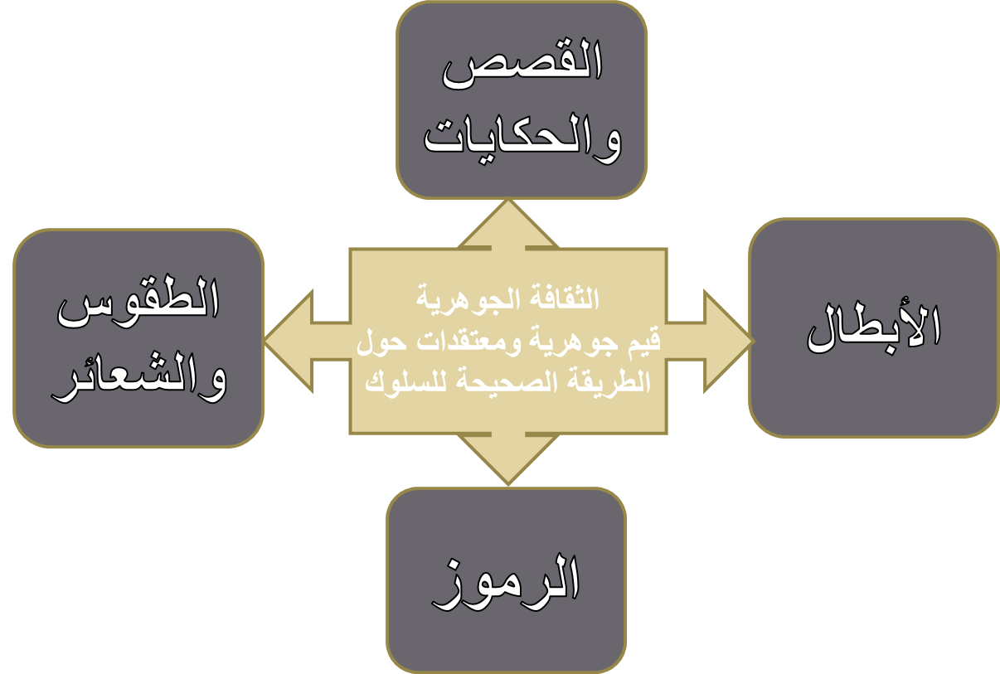 القصص
والحكايات
الأبطال
الثقافة الجوهرية
قيم جوهرية ومعتقدات حول
الطريقة الصحيحة للسلوك
الطقوس
والشعائر
الرموز